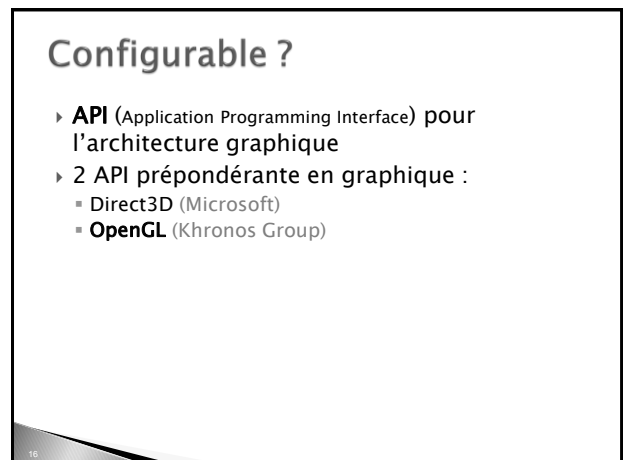 Configurable ?
API (Application Programming Interface) pour
l’architecture graphique
2 API prépondérante en graphique :
Direct3D (Microsoft)
OpenGL (Khronos Group)
16